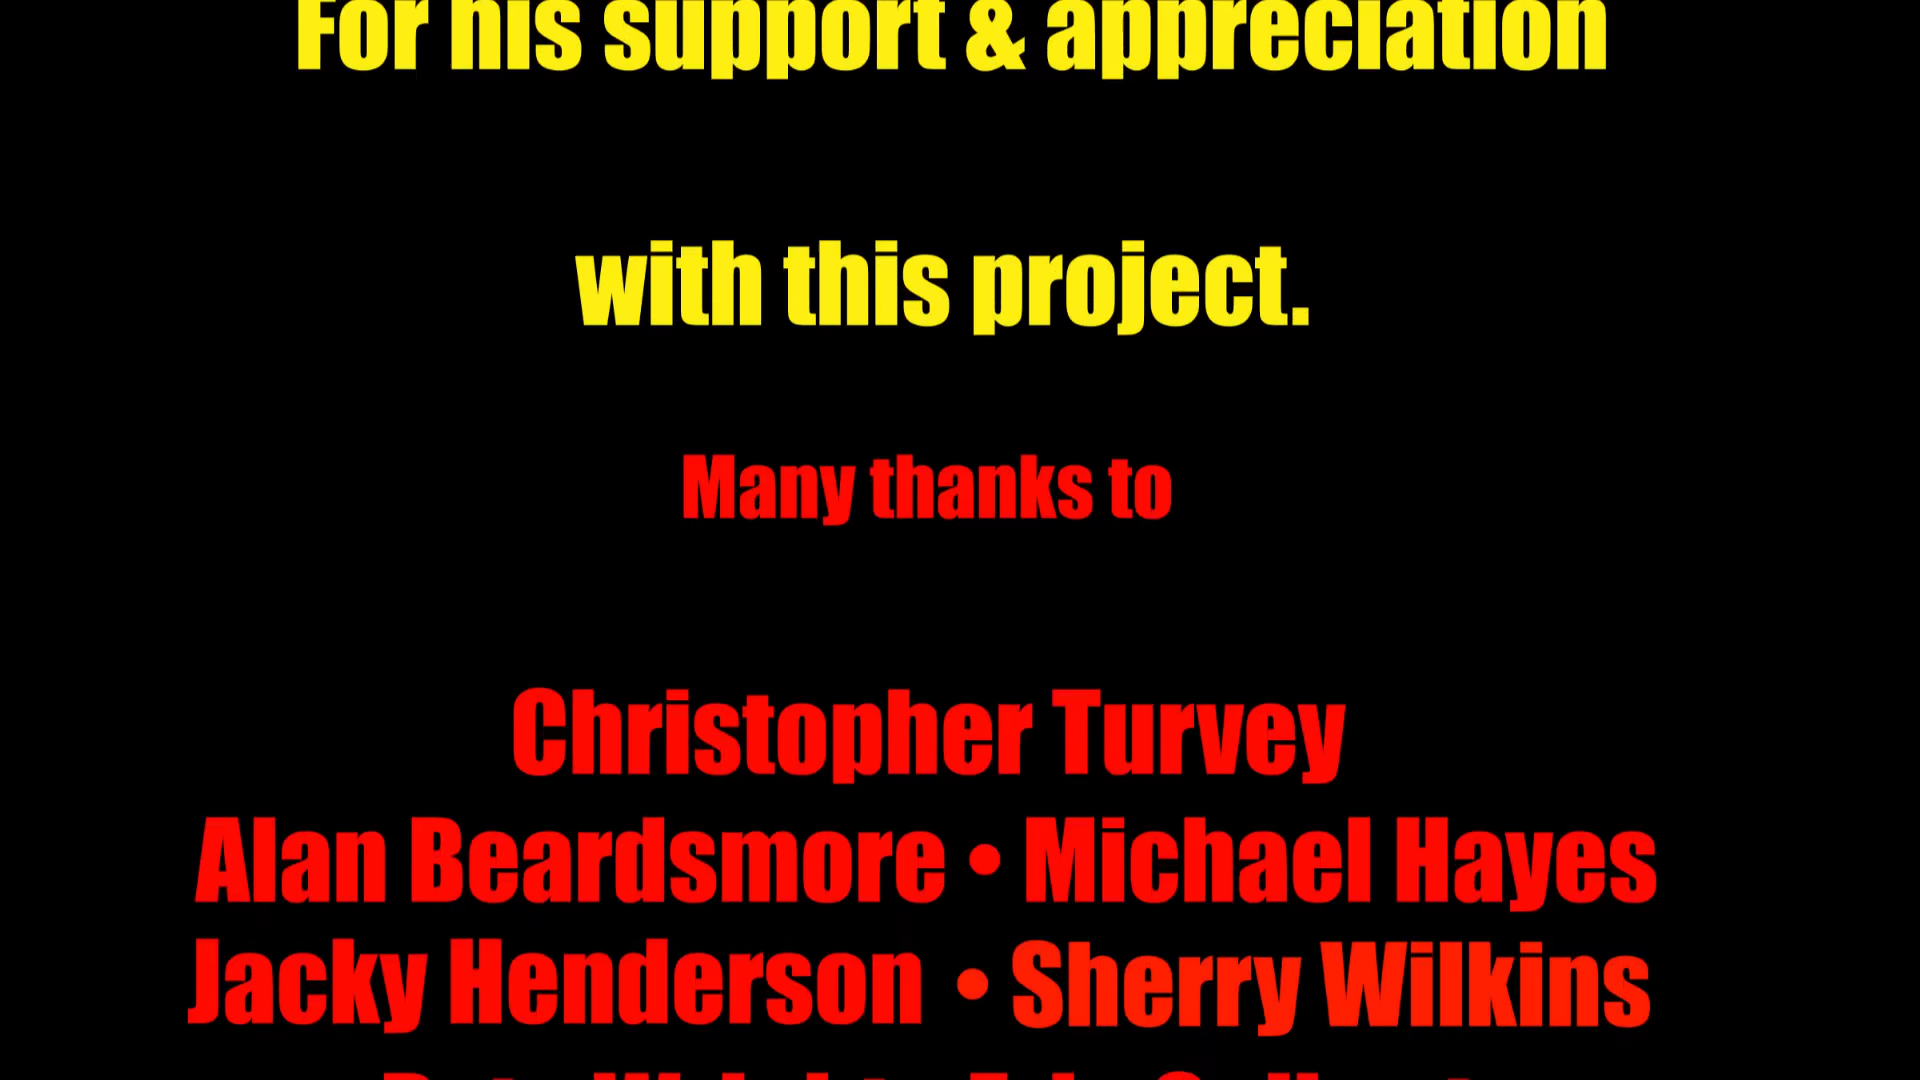 For his support & appreciation
with this project.
Many thanks to
Christopher Turvey
Alan Beardsmore • Michael Hayes
Jacky Henderson • Sherry Wilkins